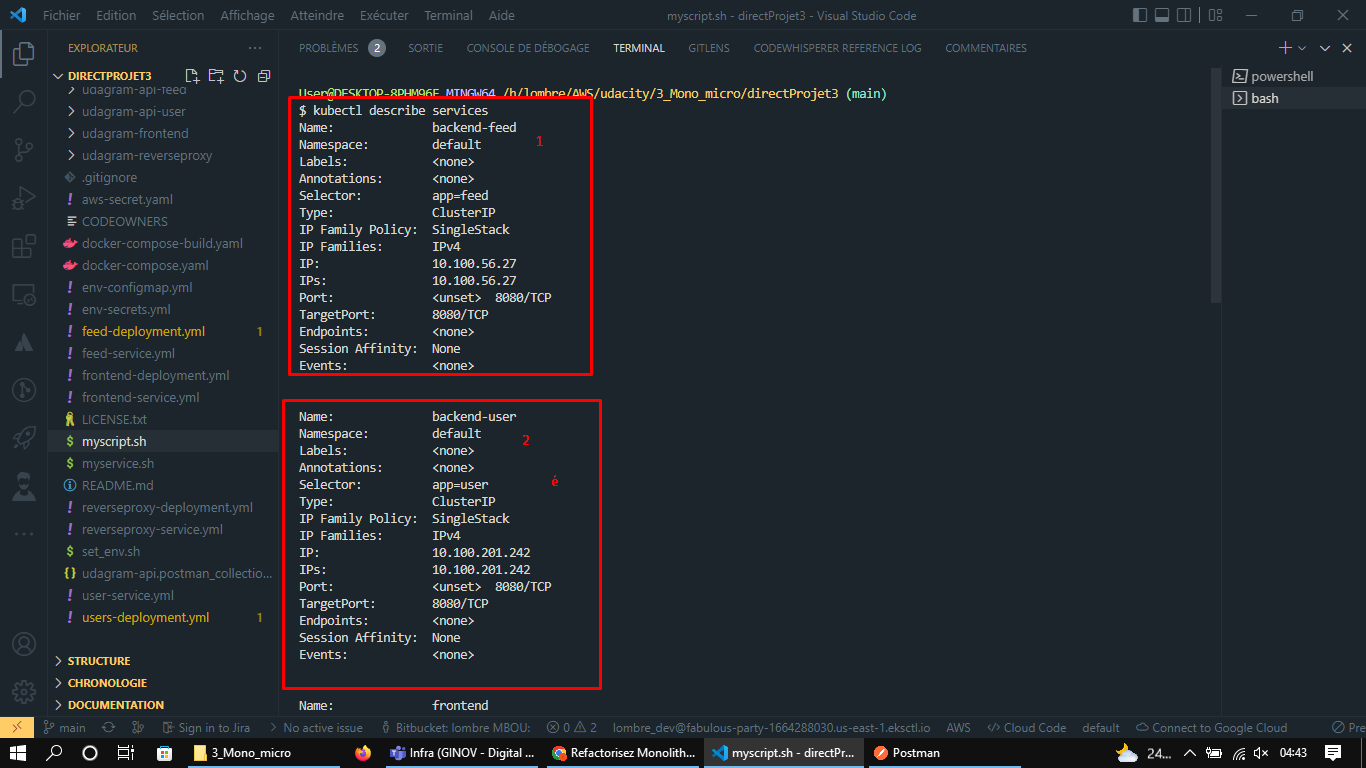 Fichier Edition Sélection Affichage Atteindre Exécuter Terminal Aide myscript.sh - directProjet3 - Visual Studio Code
EXPLORATEUR
DIRECTPROJET3
udagram-api-feed
udagram-api-user
udagram-frontend
udagram-reverseproxy
.gitignore
aws-secret.yaml
CODEOWNERS
docker-compose-build.yaml
docker-compose.yaml
env-configmap.yml
env-secrets.yml
feed-deployment.yml 1
feed-service.yml
frontend-deployment.yml
frontend-service.yml
LICENSE.txt
myscript.sh
myservice.sh
README.md
reverseproxy-deployment.yml
reverseproxy-service.yml
set_env.sh
udagram-api.postman_collectio...
user-service.yml
users-deployment.yml 1
STRUCTURE
CHRONOLOGIE
DOCUMENTATION
PROBLÈMES 2 SORTIE CONSOLE DE DÉBOGAGE TERMINAL GITLENS CODEWHISPERER REFERENCE LOG COMMENTAIRES
User@DESKTOP-8PHM96F MINGW64 /h/lombre/AWS/udacity/3_Mono_micro/directProjet3 (main)
$ kubectl describe services
Name: backend-feed
1
Namespace: default
Labels: <none>
Annotations: <none>
Selector: app=feed
Type: ClusterIP
IP Family Policy: SingleStack
IP Families: IPv4
IP: 10.100.56.27
IPs: 10.100.56.27
Port: <unset> 8080/TCP
TargetPort: 8080/TCP
Endpoints: <none>
Session Affinity: None
Events: <none>
Name: backend-user
Namespace: default
2
Labels: <none>
Annotations: <none>
Selector: app=user
é
Type: ClusterIP
IP Family Policy: SingleStack
IP Families: IPv4
IP: 10.100.201.242
IPs: 10.100.201.242
Port: <unset> 8080/TCP
TargetPort: 8080/TCP
Endpoints: <none>
Session Affinity: None
Events: <none>
Name: frontend
powershell
bash
main Sign in to Jira No active issue Bitbucket: lombre MBOU: 0 2 lombre_dev@fabulous-party-1664288030.us-east-1.eksctl.io AWS Cloud Code default Connect to Google Cloud Pre
3_Mono_micro Infra (GINOV - Digital ... Refactorisez Monolith... myscript.sh - directPr... Postman 24... 04:43